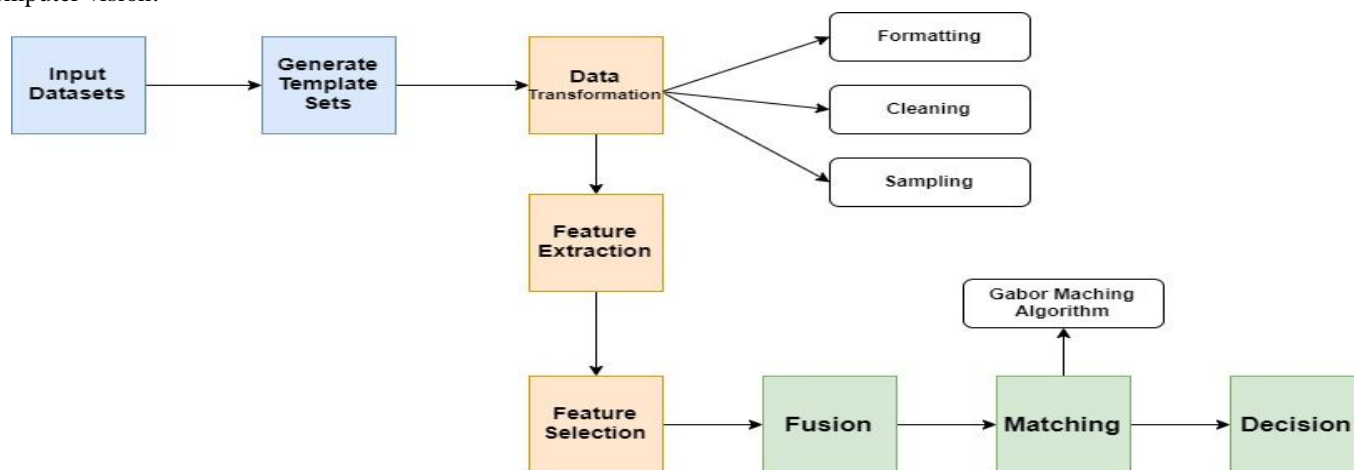 Input
Datasets
Generate
Template
Sets
Data
Transformation
Formatting
Cleaning
Sampling
Feature
Extraction
Gabor Maching
Algorithm
Feature
Selection
Fusion
Matching
Decision